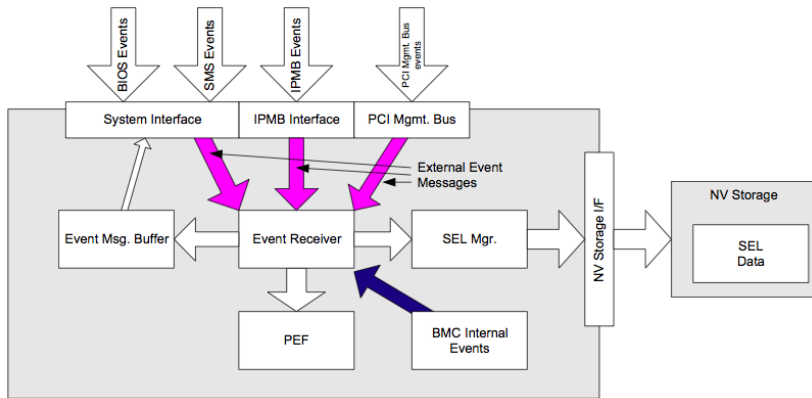 BIOS Events
SMS Events
IPMB Events
PCI Mgmt. Bus
events
System Interface
IPMB Interface
PCI Mgmt. Bus
External Event
Messages
Event Msg. Buffer
Event Receiver
SEL Mgr.
NV Storage I/F
NV Storage
SEL
Data
PEF
BMC Internal
Events